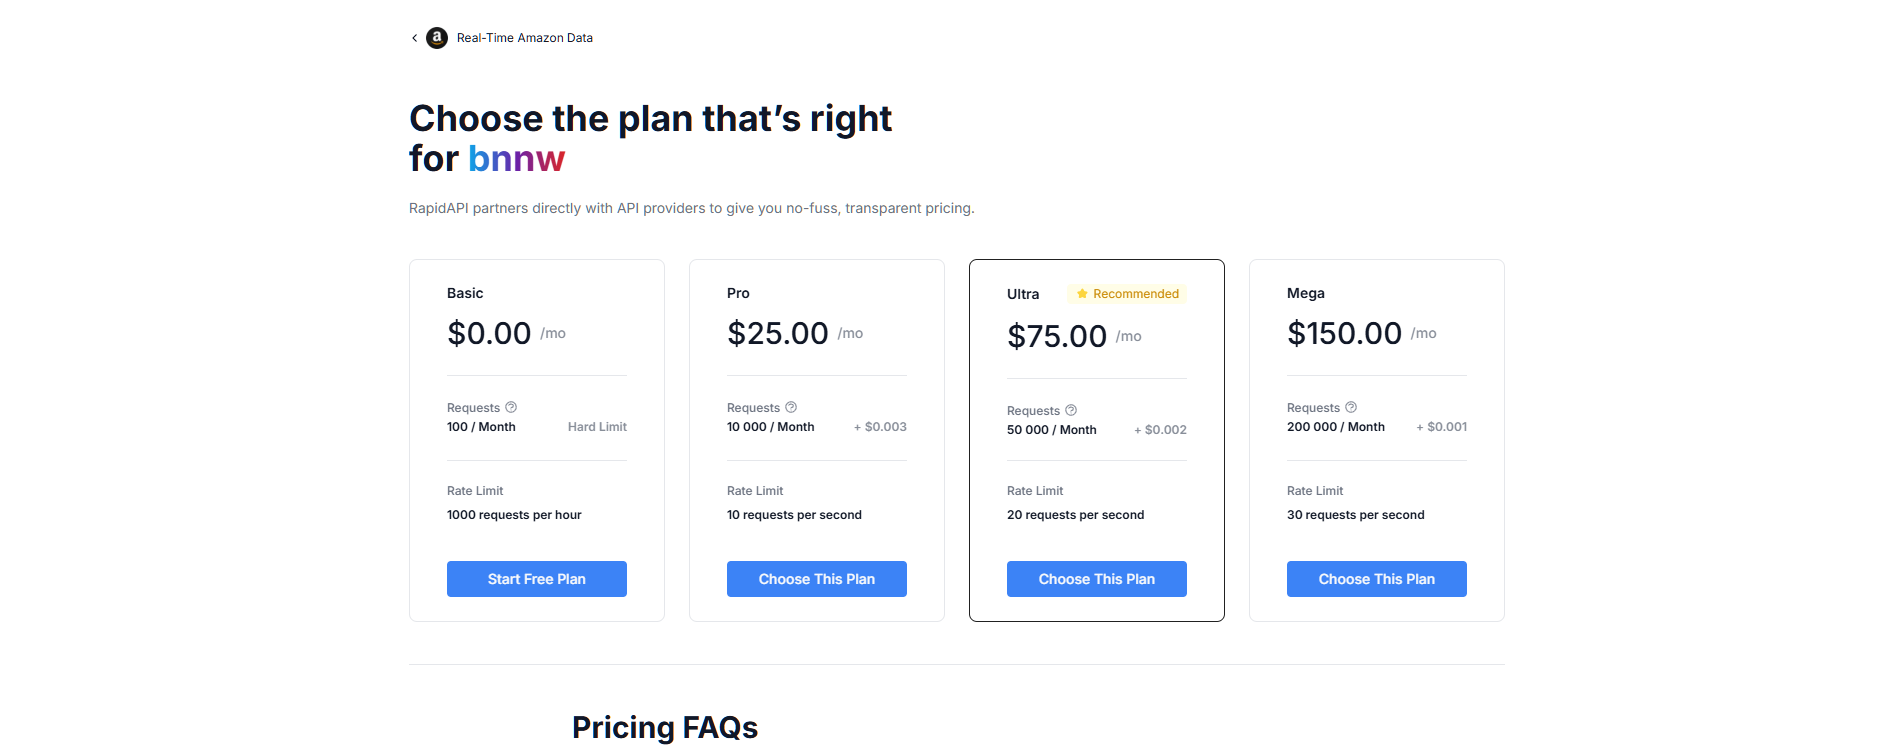 Real-Time Amazon Data
Choose the plan that’s right
for bnnw
RapidAPI partners directly with API providers to give you no-fuss, transparent pricing.
Basic
$0.00 /mo
Requests
100 / Month Hard Limit
Rate Limit
1000 requests per hour
Start Free Plan
Pro
$25.00 /mo
Requests
10 000 / Month + $0.003
Rate Limit
10 requests per second
Choose This Plan
Ultra Recommended
$75.00 /mo
Requests
50 000 / Month + $0.002
Rate Limit
20 requests per second
Choose This Plan
Mega
$150.00 /mo
Requests
200 000 / Month + $0.001
Rate Limit
30 requests per second
Choose This Plan
Pricing FAQs